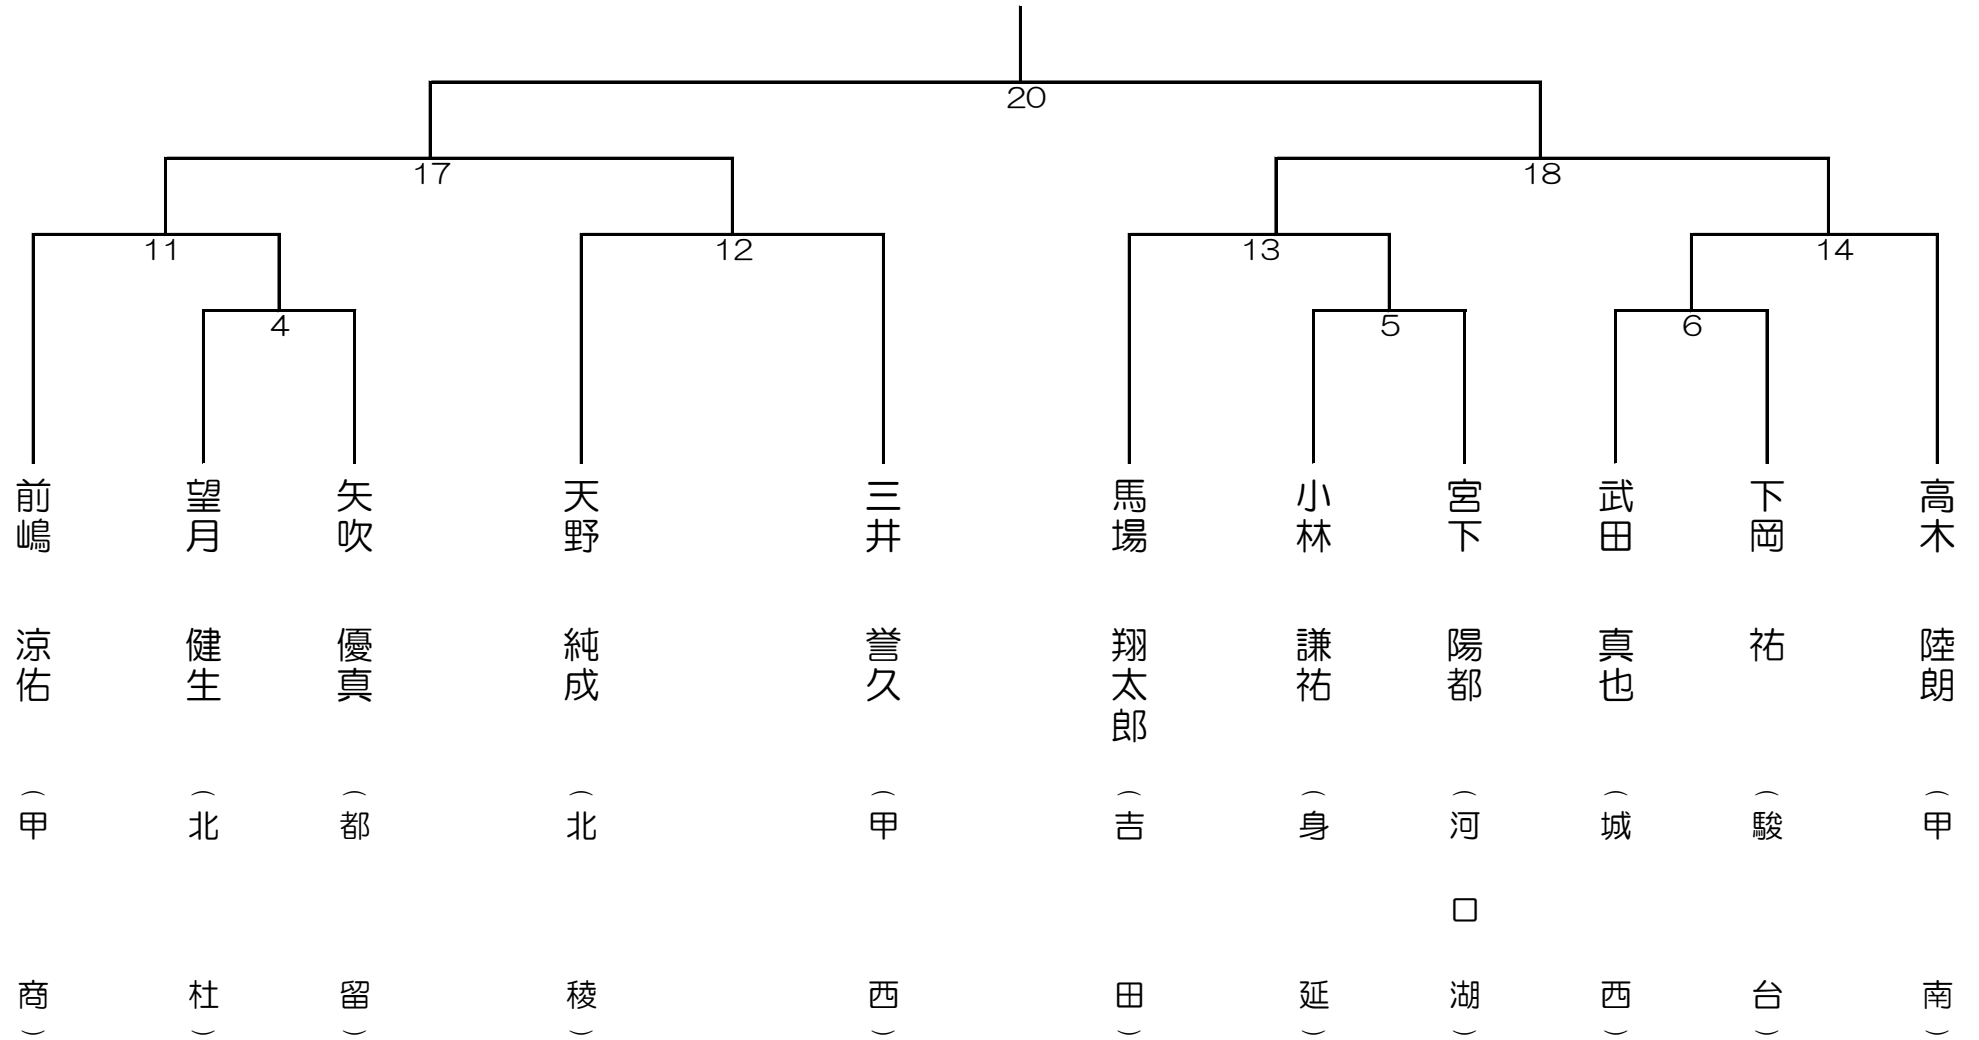 20
17
18
11
12
13
14
4
5
6
前嶋 涼佑 (甲 商)
望月 健生 (北 杜)
矢吹 優真 (都 留)
天野 純成 (北 稜)
三井 誉久 (甲 西)
馬場 翔太郎 (吉 田)
小林 謙祐 (身 延)
宮下 陽都 (河 口 湖)
武田 真也 (城 西)
下岡 祐 (駿 台)
高木 陸朗 (甲 南)